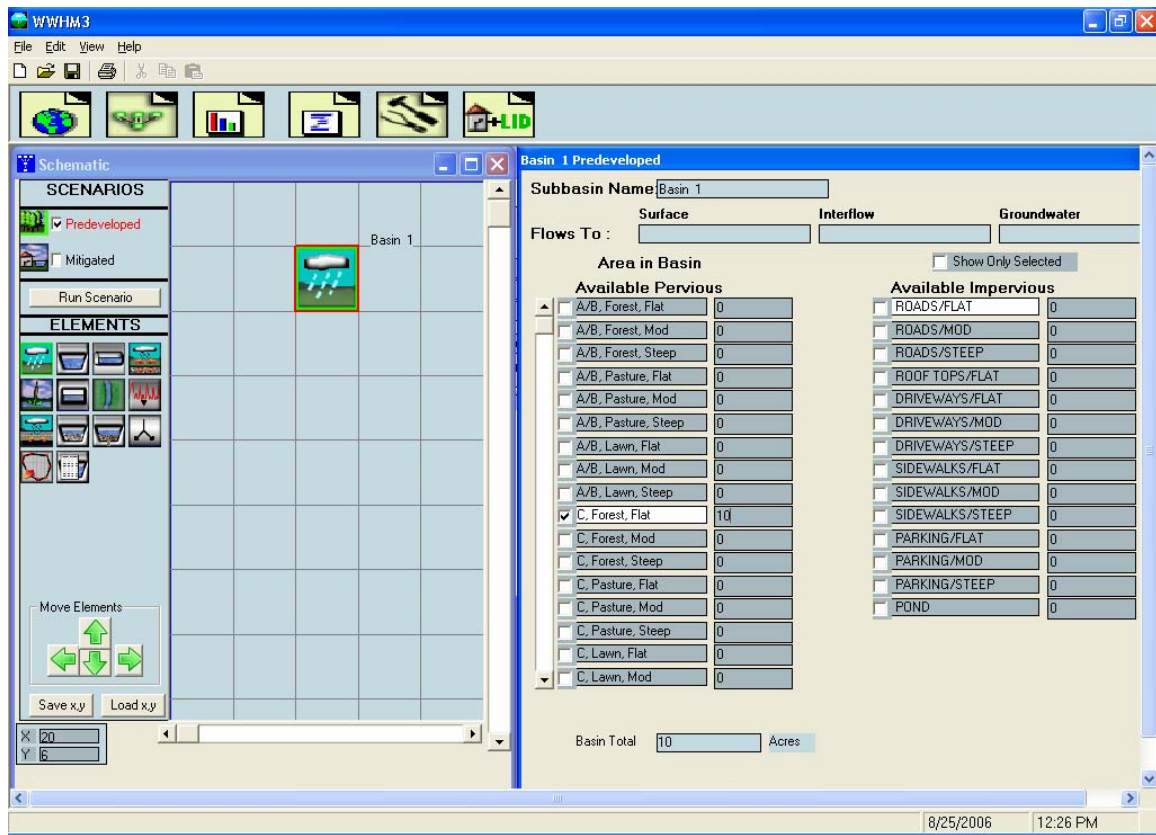 WWHM3
File Edit View Help
+LID
Schematic
SCENARIOS
Predeveloped
Mitigated
Run Scenario
ELEMENTS
Move Elements
Save x,y Load x,y
X 20
Y 6
Basin 1
Basin 1 Predeveloped
Subbasin Name: Basin 1
Surface Interflow Groundwater
Flows To :
Area in Basin
Show Only Selected
Available Pervious Available Impervious
A/B, Forest, Flat 0 ROADS/FLAT 0
A/B, Forest, Mod 0 ROADS/MOD 0
A/B, Forest, Steep 0 ROADS/STEEP 0
A/B, Pasture, Flat 0 ROOF TOPS/FLAT 0
A/B, Pasture, Mod 0 DRIVEWAYS/FLAT 0
A/B, Pasture, Steep 0 DRIVEWAYS/MOD 0
A/B, Lawn, Flat 0 DRIVEWAYS/STEEP 0
A/B, Lawn, Mod 0 SIDEWALKS/FLAT 0
A/B, Lawn, Steep 0 SIDEWALKS/MOD 0
C, Forest, Flat 10 SIDEWALKS/STEEP 0
C, Forest, Mod 0 PARKING/FLAT 0
C, Forest, Steep 0 PARKING/MOD 0
C, Pasture, Flat 0 PARKING/STEEP 0
C, Pasture, Mod 0 POND 0
C, Pasture, Steep 0
C, Lawn, Flat 0
C, Lawn, Mod 0
Basin Total 10 Acres
8/25/2006 12:26 PM